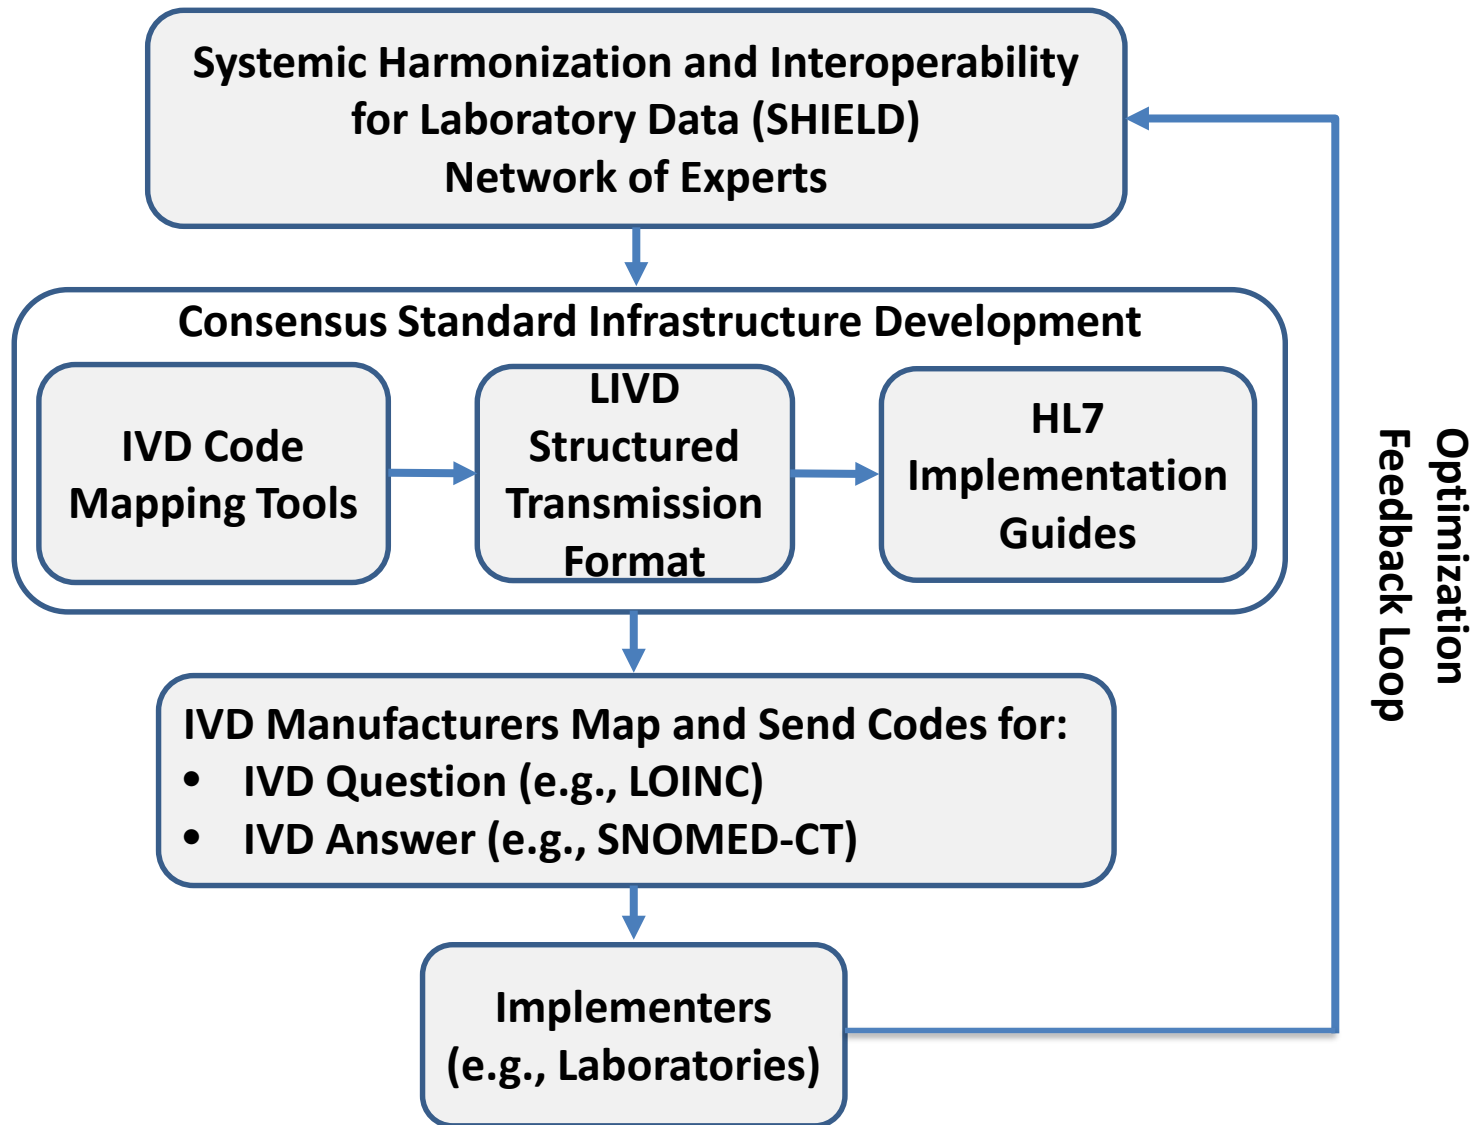 Systemic Harmonization and Interoperability
for Laboratory Data (SHIELD)
Network of Experts
Consensus Standard Infrastructure Development
IVD Code
Mapping Tools
LIVD
Structured
Transmission
Format
HL7
Implementation
Guides
IVD Manufacturers Map and Send Codes for:
• IVD Question (e.g., LOINC)
• IVD Answer (e.g., SNOMED-CT)
Implementers
(e.g., Laboratories)
Optimization
Feedback Loop